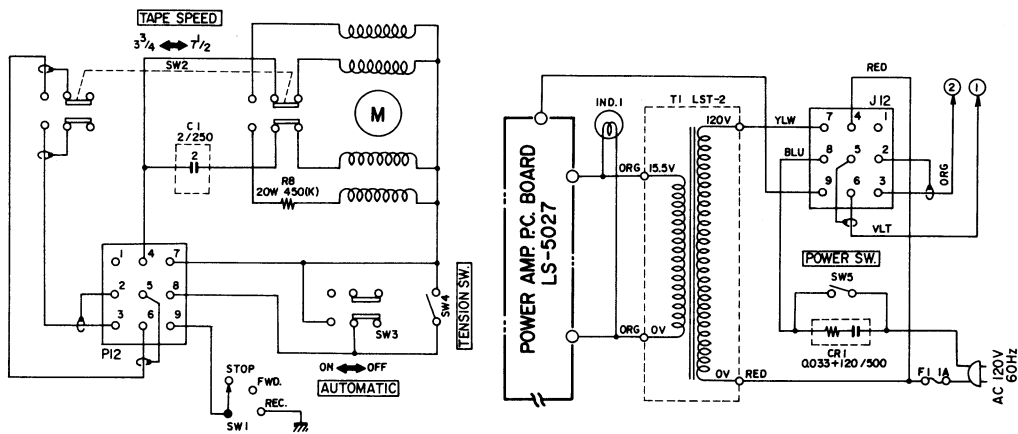 TAPE SPEED
3 3/4 7 1/2
SW2
M
C1
2/250
2
R8
20W 450(K)
1 4 7
2 5 8
3 6 9
P12
SW3
SW4
TENSION SW.
ON OFF
AUTOMATIC
STOP
FWD.
REC.
SW1
POWER AMP. P.C. BOARD
LS-5027
IND.1
T1 LST-2
120V
YLW
ORG 15.5V
ORG 0V
0V RED
RED
J12
7 4 1
8 5 2
9 6 3
BLU
ORG
VLT
2 1
POWER SW.
SW5
CR1
0.033+120/500
F1 1A
AC 120V
60Hz